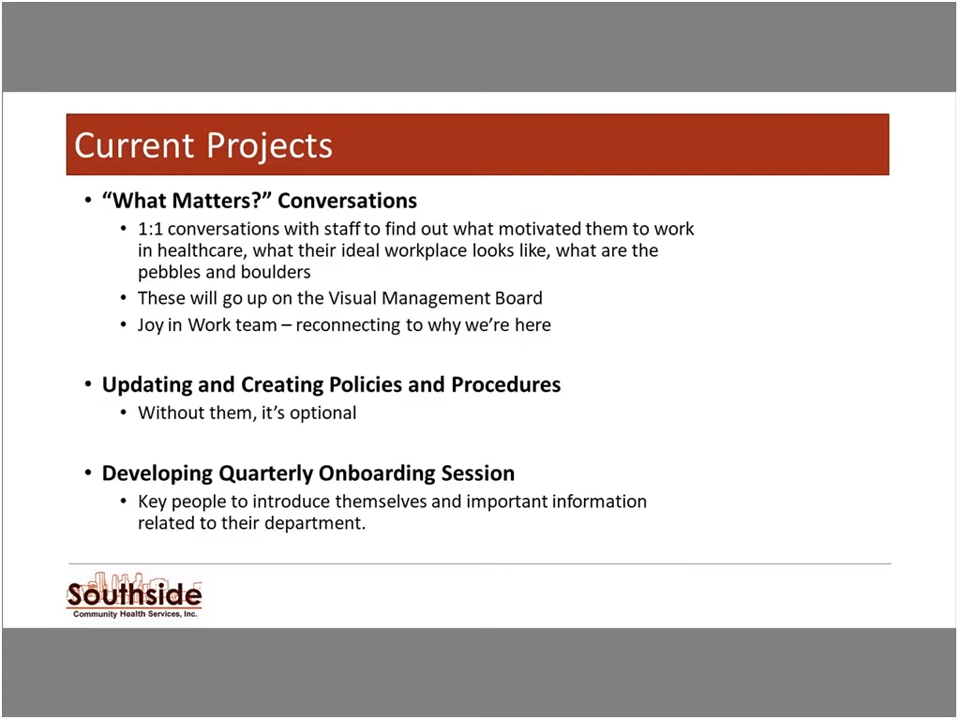 Current Projects
• “What Matters?” Conversations
• 1:1 conversations with staff to find out what motivated them to work
in healthcare, what their ideal workplace looks like, what are the
pebbles and boulders
• These will go up on the Visual Management Board
• Joy in Work team – reconnecting to why we’re here
• Updating and Creating Policies and Procedures
• Without them, it’s optional
• Developing Quarterly Onboarding Session
• Key people to introduce themselves and important information
related to their department.
Southside
Community Health Services, Inc.